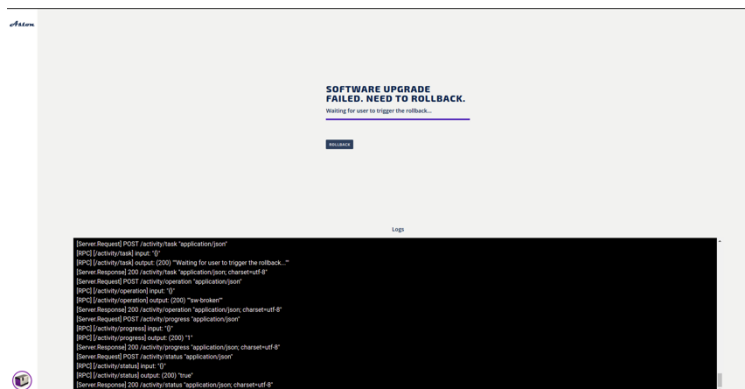 Aaton
SOFTWARE UPGRADE
FAILED. NEED TO ROLLBACK.
Waiting for user to trigger the rollback...
ROLLBACK
Logs
[Server.Request] POST /activity/task "application/json"
[RPC] [/activity/task] input: "{}"
[RPC] [/activity/task] output: (200) ""Waiting for user to trigger the rollback...""
[Server.Response] 200 /activity/task "application/json; charset=utf-8"
[Server.Request] POST /activity/operation "application/json"
[RPC] [/activity/operation] input: "{}"
[RPC] [/activity/operation] output: (200) ""sw-broken""
[Server.Response] 200 /activity/operation "application/json; charset=utf-8"
[Server.Request] POST /activity/progress "application/json"
[RPC] [/activity/progress] input: "{}"
[RPC] [/activity/progress] output: (200) "1"
[Server.Response] 200 /activity/progress "application/json; charset=utf-8"
[Server.Request] POST /activity/status "application/json"
[RPC] [/activity/status] input: "{}"
[RPC] [/activity/status] output: (200) "true"
[Server.Response] 200 /activity/status "application/json; charset=utf-8"